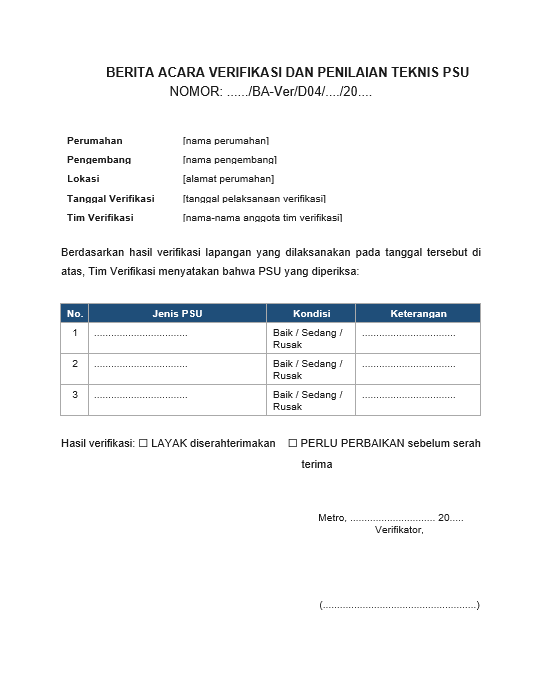 BERITA ACARA VERIFIKASI DAN PENILAIAN TEKNIS PSU
NOMOR: ....../BA-Ver/D04/..../20....
Perumahan [nama perumahan]
Pengembang [nama pengembang]
Lokasi [alamat perumahan]
Tanggal Verifikasi [tanggal pelaksanaan verifikasi]
Tim Verifikasi [nama-nama anggota tim verifikasi]
Berdasarkan hasil verifikasi lapangan yang dilaksanakan pada tanggal tersebut di
atas, Tim Verifikasi menyatakan bahwa PSU yang diperiksa:
No. Jenis PSU Kondisi Keterangan
1 ................................. Baik / Sedang / .................................
Rusak
2 ................................. Baik / Sedang / .................................
Rusak
3 ................................. Baik / Sedang / .................................
Rusak
Hasil verifikasi: ☐ LAYAK diserahterimakan ☐ PERLU PERBAIKAN sebelum serah
terima
Metro, .............................. 20.....
Verifikator,
(.......................................................)